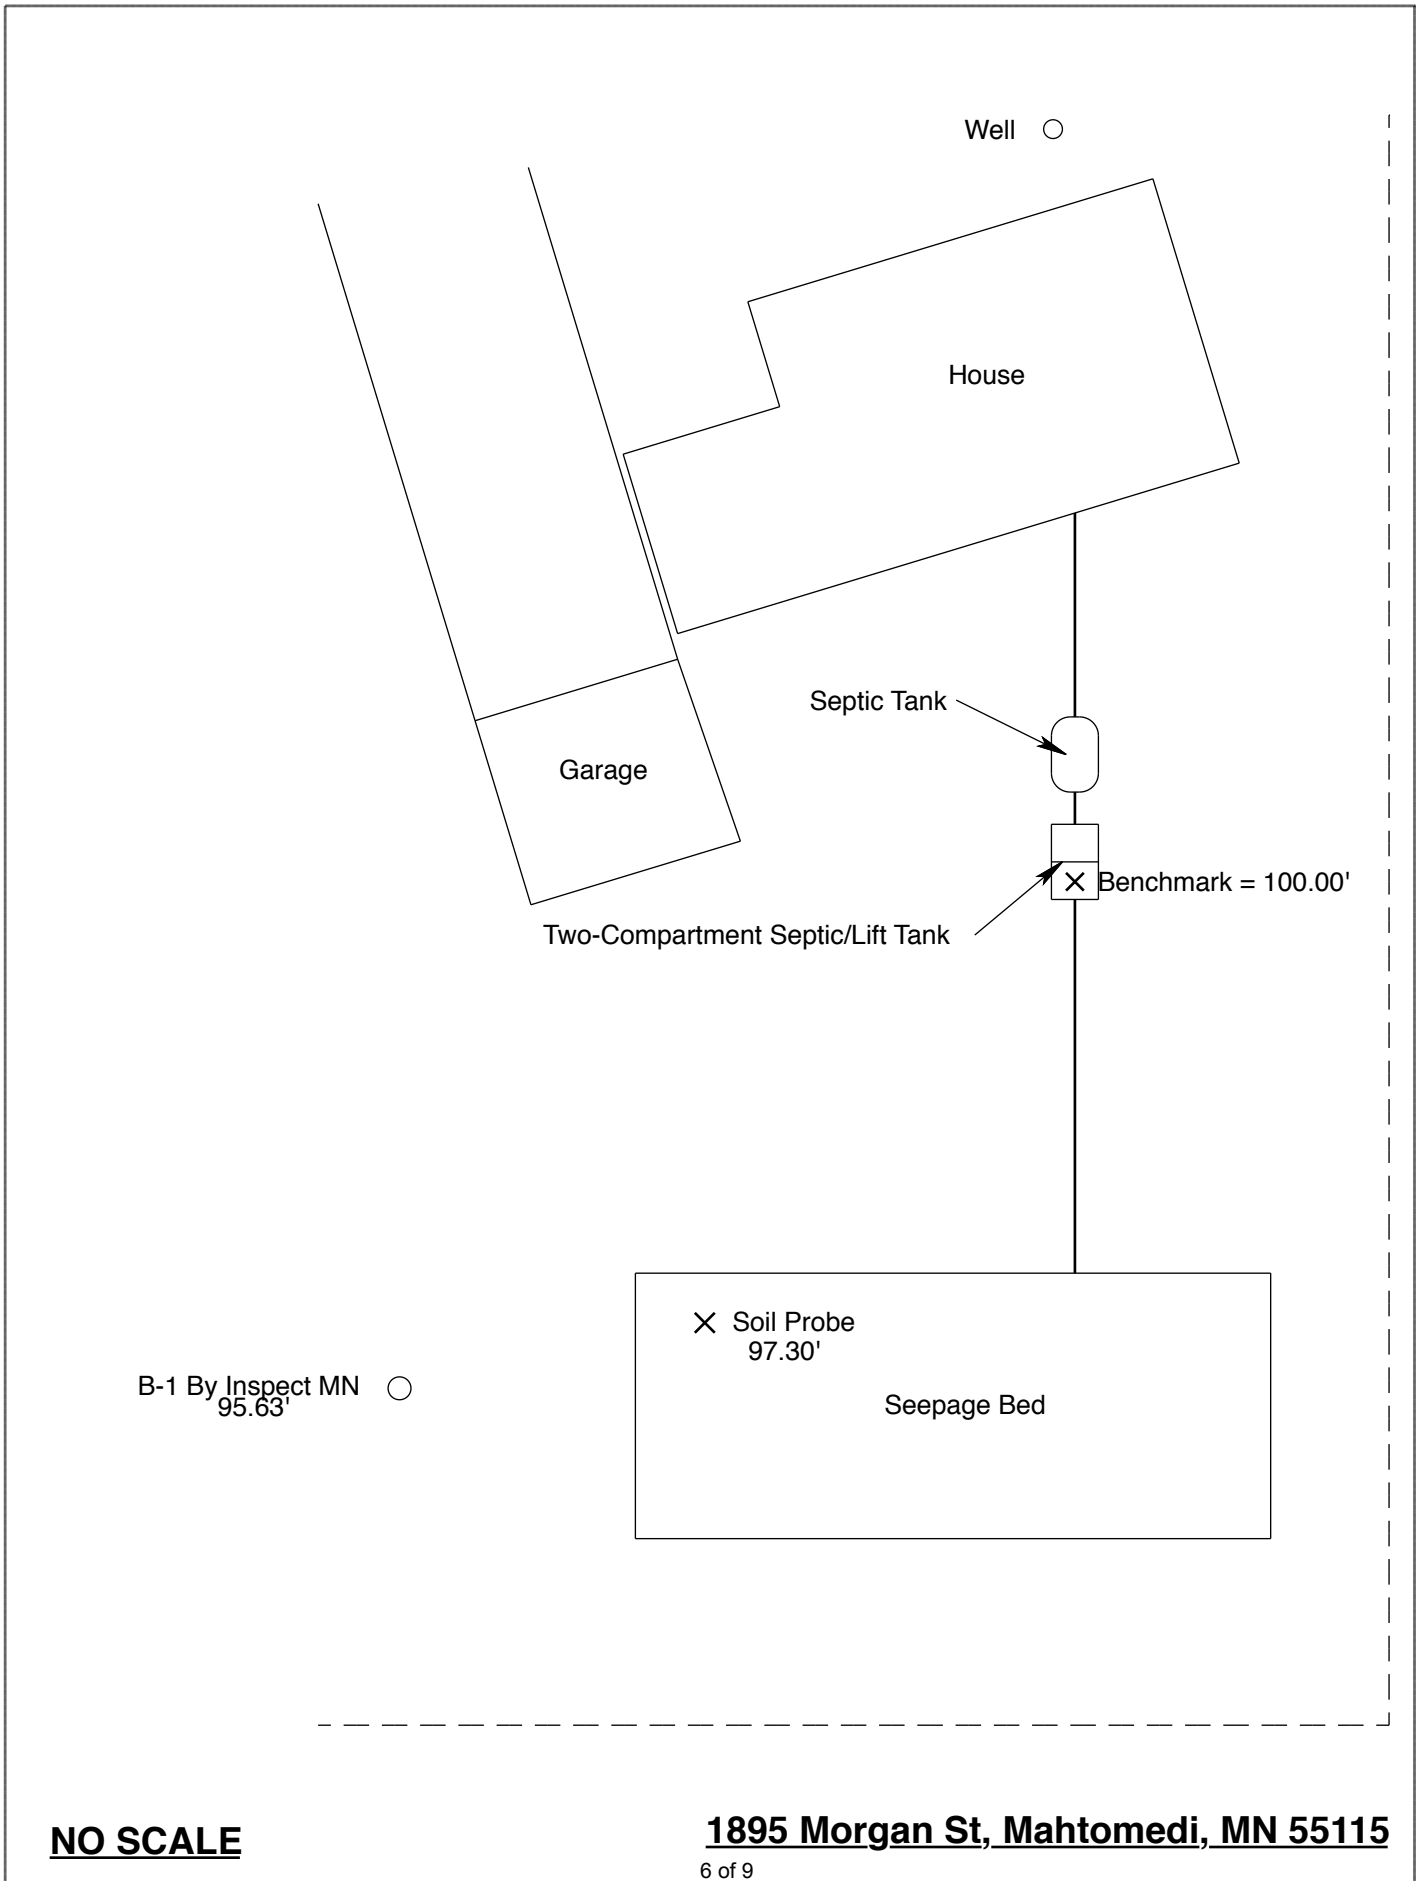 Well
House
Septic Tank
Garage
Benchmark = 100.00'
Two-Compartment Septic/Lift Tank
Soil Probe
97.30'
B-1 By Inspect MN
95.63'
Seepage Bed
NO SCALE
1895 Morgan St, Mahtomedi, MN 55115
6 of 9